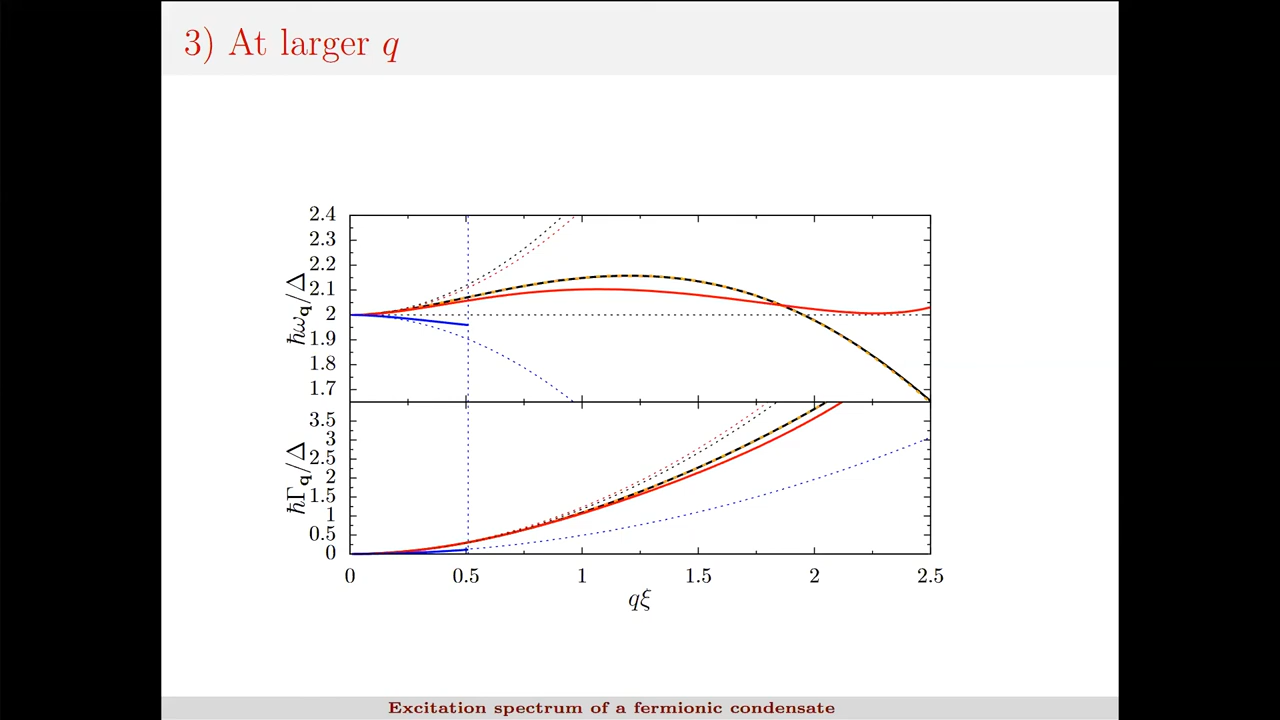 3) At larger q
2.4
2.3
2.2
2.1
2
1.9
1.8
1.7
ħω𝐪/Δ
3.5
3
2.5
2
1.5
1
0.5
0
ħΓ𝐪/Δ
0 0.5 1 1.5 2 2.5
qξ
Excitation spectrum of a fermionic condensate